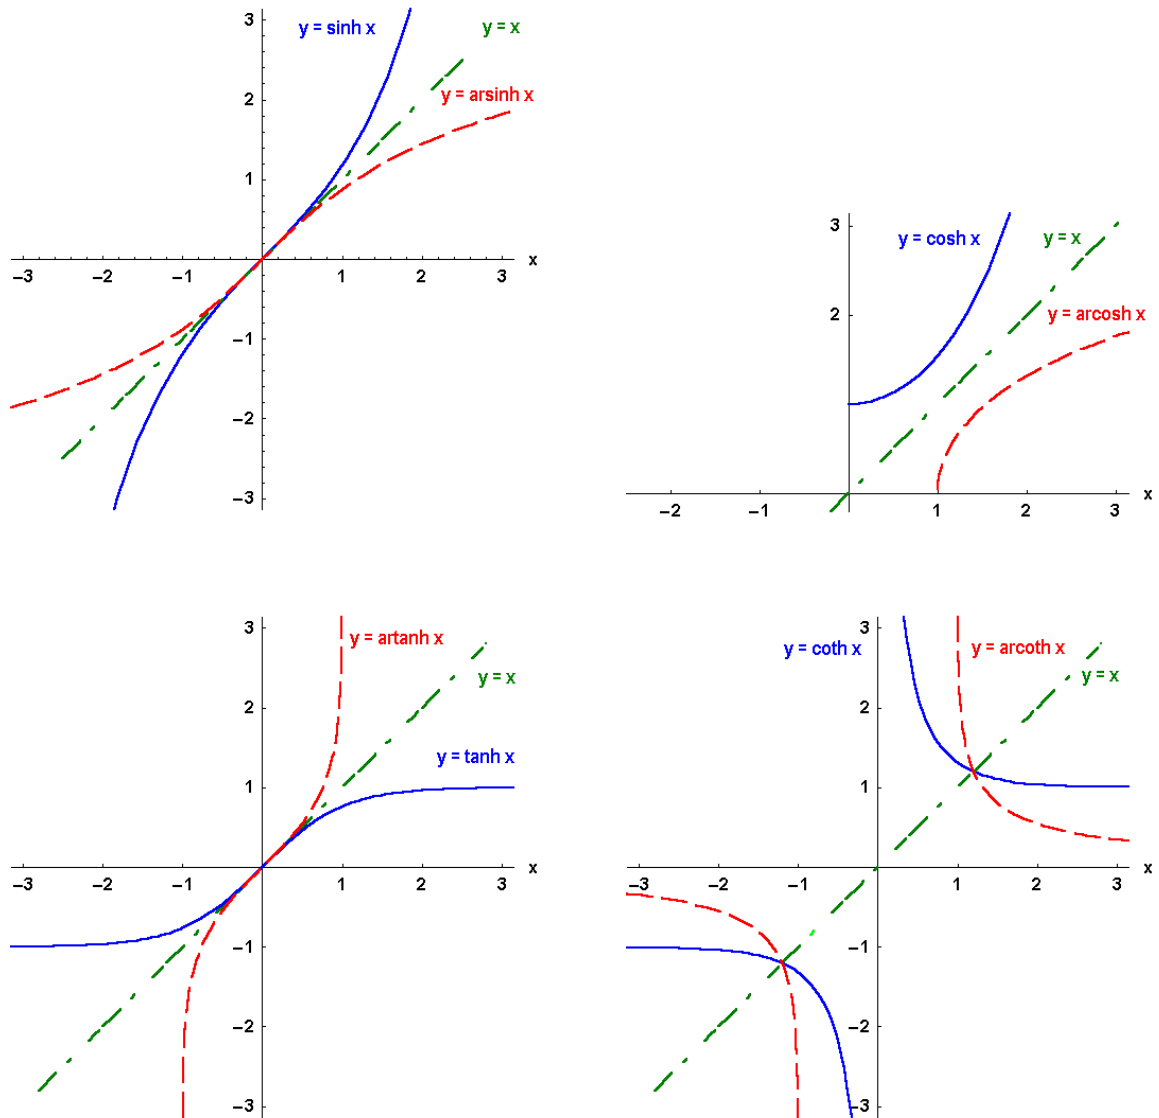 3
y = sinh x
y = x
2
y = arsinh x
1
−3 −2 −1 1 2 3 x
−1
−2
−3
3
y = cosh x
y = x
2
y = arcosh x
−2 −1 1 2 3 x
3
y = artanh x
y = x
2
y = tanh x
1
−3 −2 −1 1 2 3 x
−1
−2
−3
3
y = coth x
y = arcoth x
y = x
2
1
−3 −2 −1 1 2 3 x
−1
−2
−3